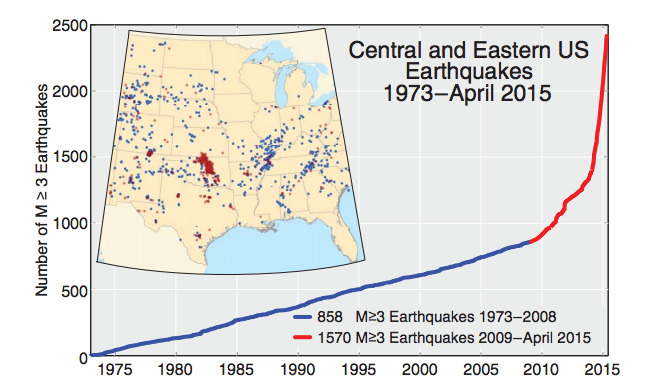 Central and Eastern US
Earthquakes
1973–April 2015
Number of M ≥ 3 Earthquakes
2500
2000
1500
1000
500
0
858 M≥3 Earthquakes 1973–2008
1570 M≥3 Earthquakes 2009–April 2015
1975 1980 1985 1990 1995 2000 2005 2010 2015